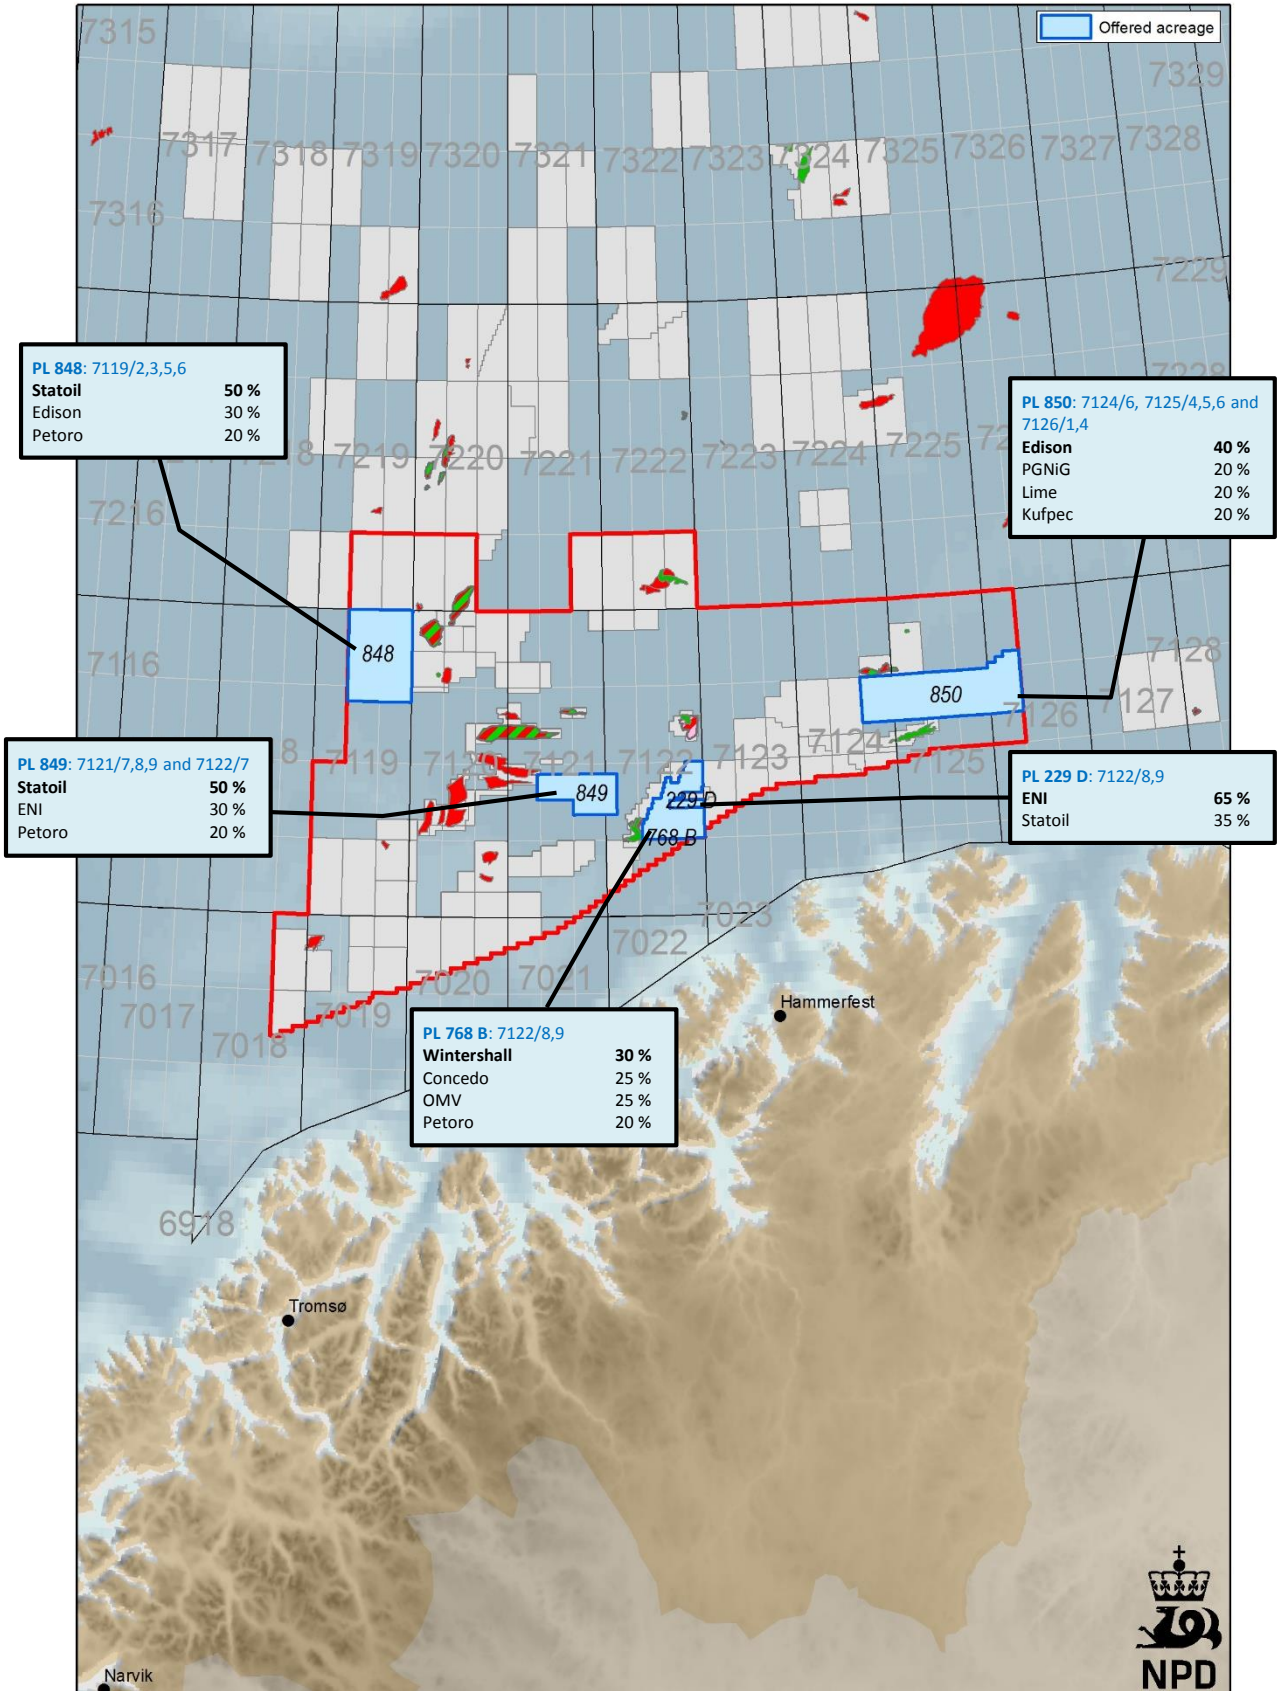 Offered acreage
7315
7329
7317
7318
7319
7320
7321
7322
7323
7324
7325
7326
7327
7328
7316
7229
7228
PL 848: 7119/2,3,5,6
Statoil 50 %
Edison 30 %
Petoro 20 %
PL 850: 7124/6, 7125/4,5,6 and
7126/1,4
Edison 40 %
PGNiG 20 %
Lime 20 %
Kufpec 20 %
7219
7220
7221
7222
7223
7224
7225
7216
848
7116
850
7128
7127
7126
PL 849: 7121/7,8,9 and 7122/7
Statoil 50 %
ENI 30 %
Petoro 20 %
7119
7121
7122
7123
7124
7125
849
229 D
768 B
PL 229 D: 7122/8,9
ENI 65 %
Statoil 35 %
7023
7022
7021
7020
7019
7018
7017
7016
Hammerfest
PL 768 B: 7122/8,9
Wintershall 30 %
Concedo 25 %
OMV 25 %
Petoro 20 %
6918
Tromsø
Narvik
NPD